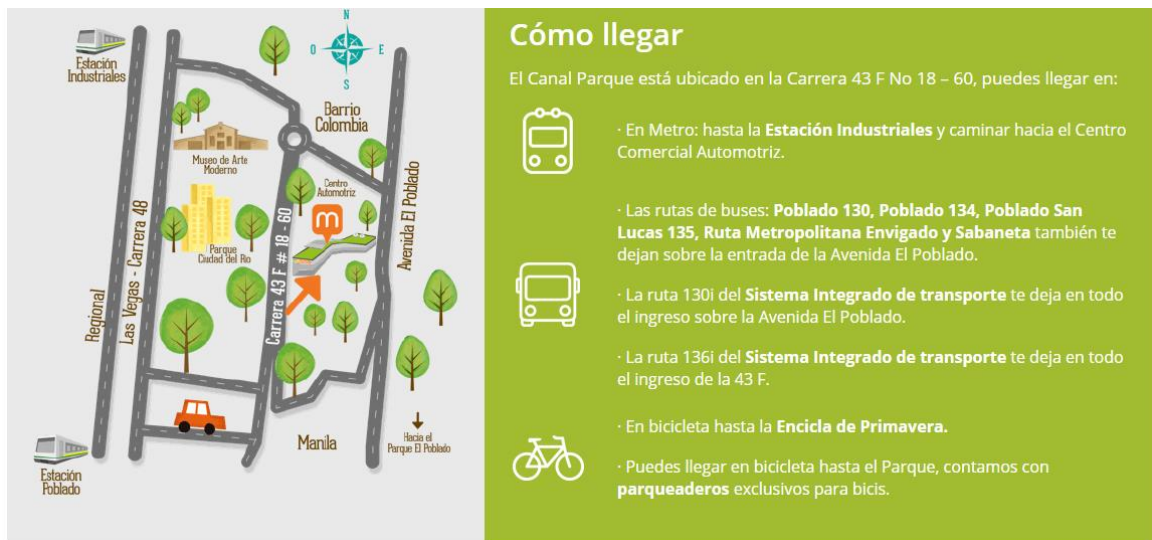 N
O
E
S
Estación
Industriales
Barrio
Colombia
Museo de Arte
Moderno
Centro
Automotriz
m
Parque
Ciudad del Río
Regional
Las Vegas - Carrera 48
Carrera 43 F # 18 - 60
Avenida El Poblado
Manila
Hacia el
Parque El Poblado
Estación
Poblado
Cómo llegar
El Canal Parque está ubicado en la Carrera 43 F No 18 – 60, puedes llegar en:
· En Metro: hasta la Estación Industriales y caminar hacia el Centro
Comercial Automotriz.
· Las rutas de buses: Poblado 130, Poblado 134, Poblado San
Lucas 135, Ruta Metropolitana Envigado y Sabaneta también te
dejan sobre la entrada de la Avenida El Poblado.
· La ruta 130i del Sistema Integrado de transporte te deja en todo
el ingreso sobre la Avenida El Poblado.
· La ruta 136i del Sistema Integrado de transporte te deja en todo
el ingreso de la 43 F.
· En bicicleta hasta la Encicla de Primavera.
· Puedes llegar en bicicleta hasta el Parque, contamos con
parqueaderos exclusivos para bicis.